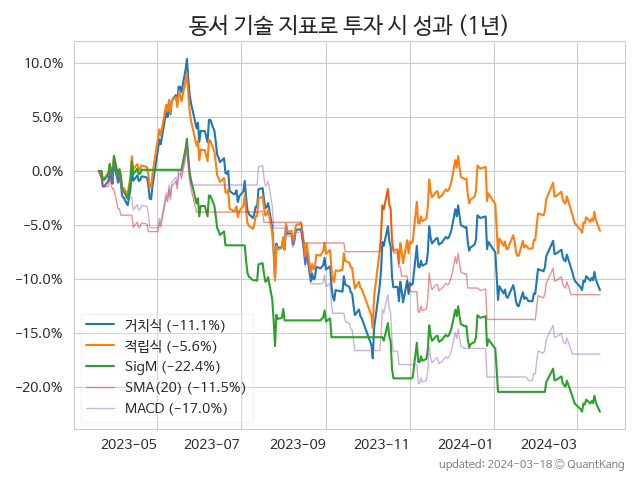 동서 기술 지표로 투자 시 성과 (1년)
10.0%
5.0%
0.0%
−5.0%
−10.0%
−15.0%
−20.0%
거치식 (−11.1%)
적립식 (−5.6%)
SigM (−22.4%)
SMA(20) (−11.5%)
MACD (−17.0%)
2023−05 2023−07 2023−09 2023−11 2024−01 2024−03
updated: 2024−03−18 © QuantKang